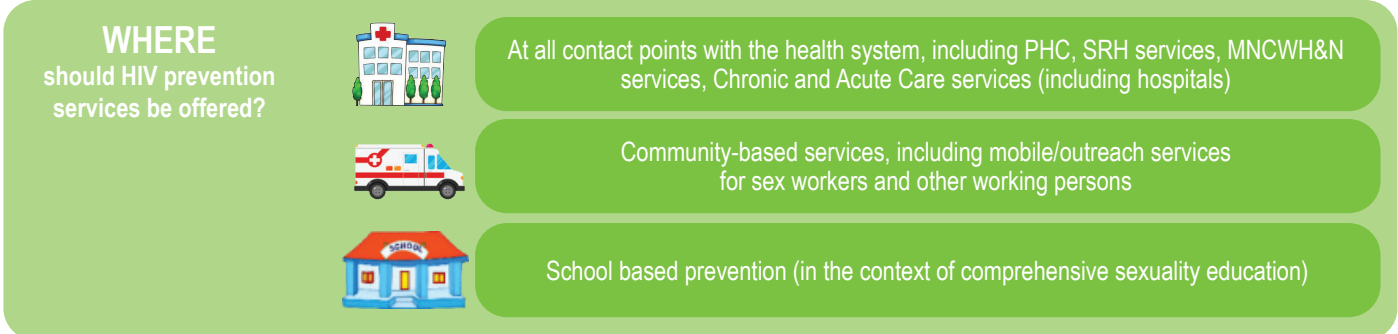 WHERE
should HIV prevention
services be offered?
At all contact points with the health system, including PHC, SRH services, MNCWH&N
services, Chronic and Acute Care services (including hospitals)
Community-based services, including mobile/outreach services
for sex workers and other working persons
SCHOOL
School based prevention (in the context of comprehensive sexuality education)